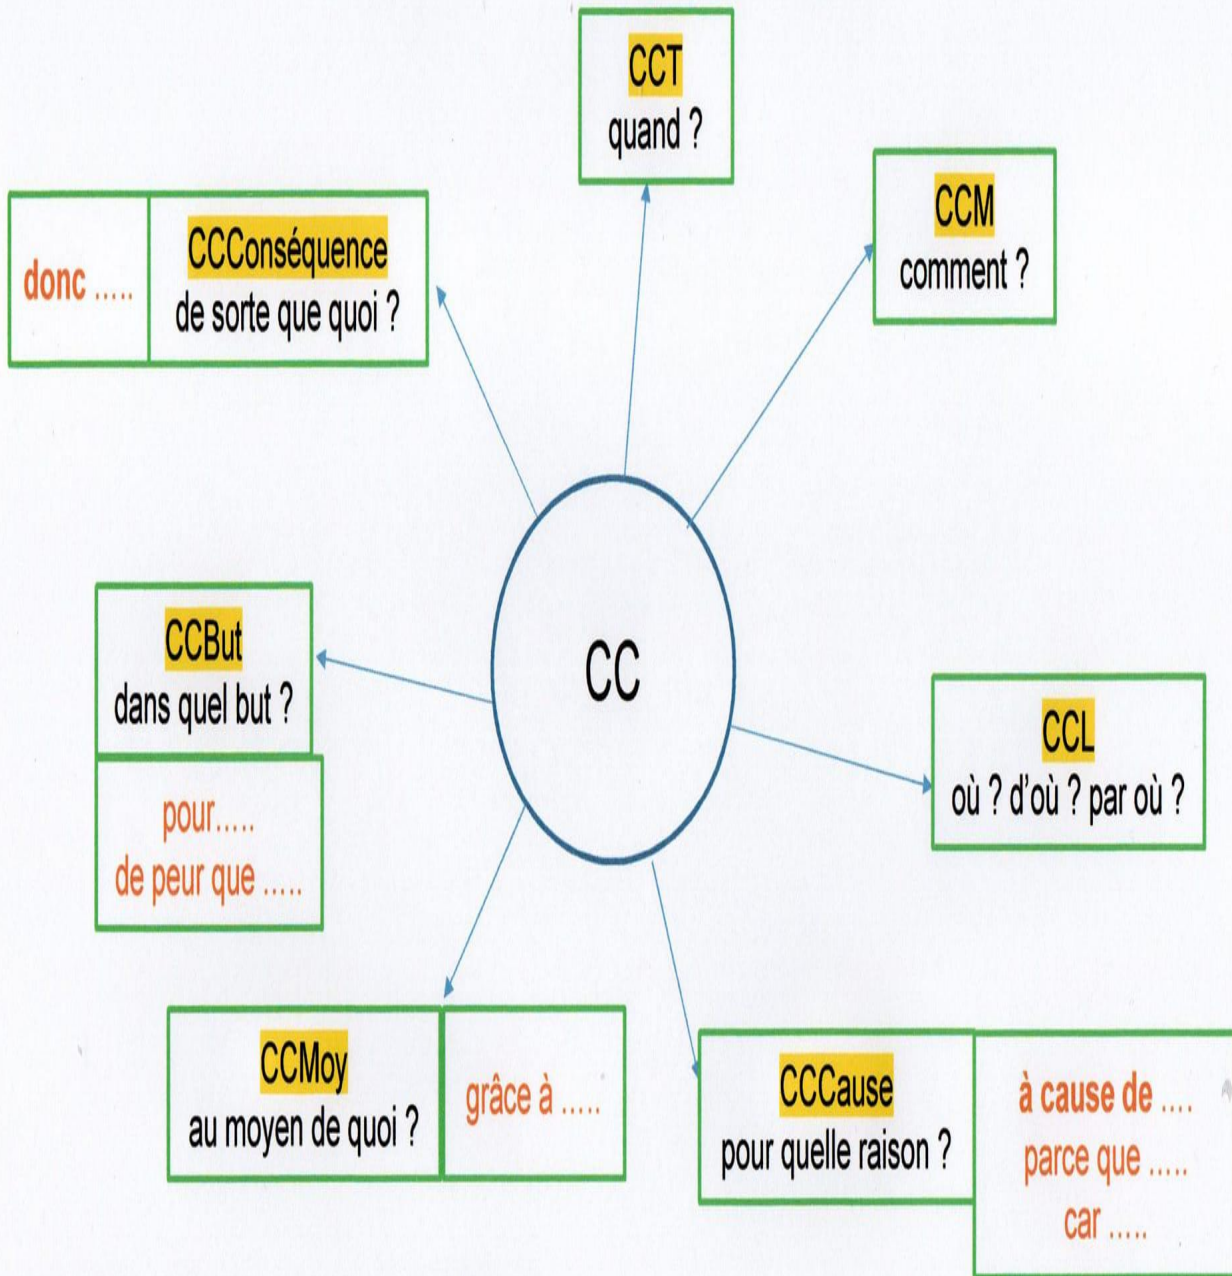 CCT
quand ?
CCM
comment ?
donc .....
CCConséquence
de sorte que quoi ?
CC
CCBut
dans quel but ?
pour.....
de peur que .....
CCL
où ? d'où ? par où ?
CCMoy
au moyen de quoi ?
grâce à .....
CCCause
pour quelle raison ?
à cause de ....
parce que .....
car .....